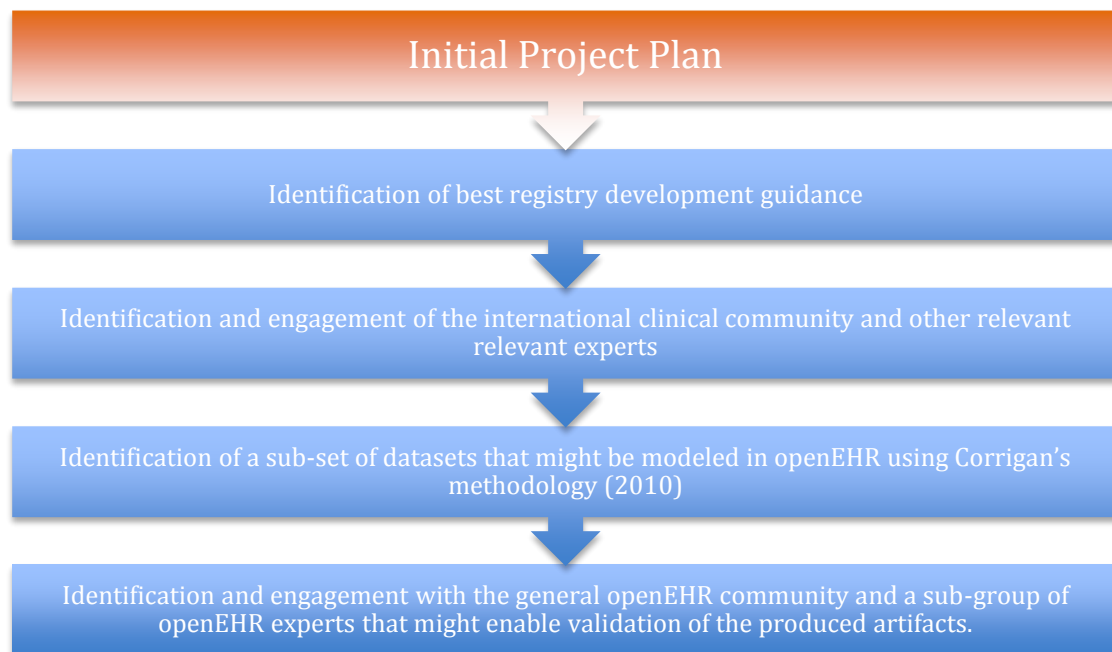 Initial Project Plan
Identification of best registry development guidance
Identification and engagement of the international clinical community and other relevant
relevant experts
Identification of a sub-set of datasets that might be modeled in openEHR using Corrigan’s
methodology (2010)
Identification and engagement with the general openEHR community and a sub-group of
openEHR experts that might enable validation of the produced artifacts.